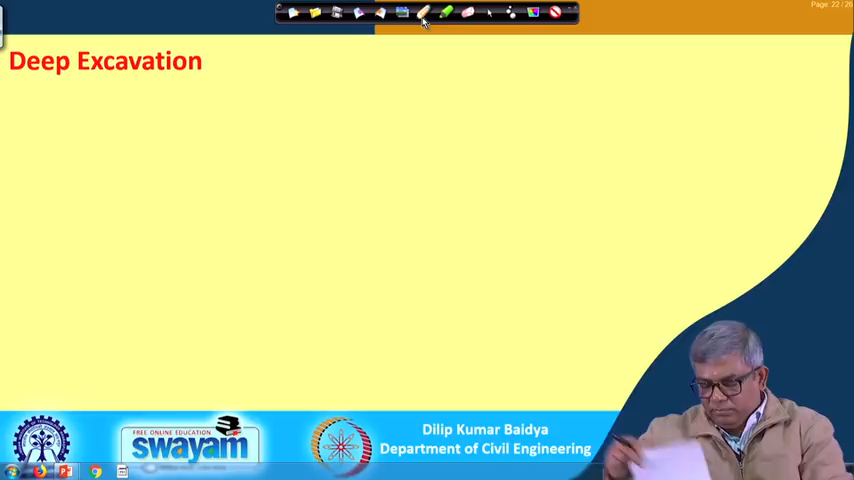 Page: 22 / 26
Deep Excavation
FREE ONLINE EDUCATION
swayam
Dilip Kumar Baidya
Department of Civil Engineering